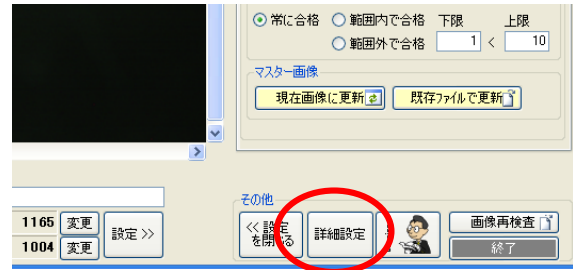 常に合格 範囲内で合格 下限 上限
範囲外で合格 1 < 10
マスター画像
現在画像に更新 既存ファイルで更新
その他
1165 変更
1004 変更
設定 >>
<< 設定
を閉じる
詳細設定
画像再検査
終了